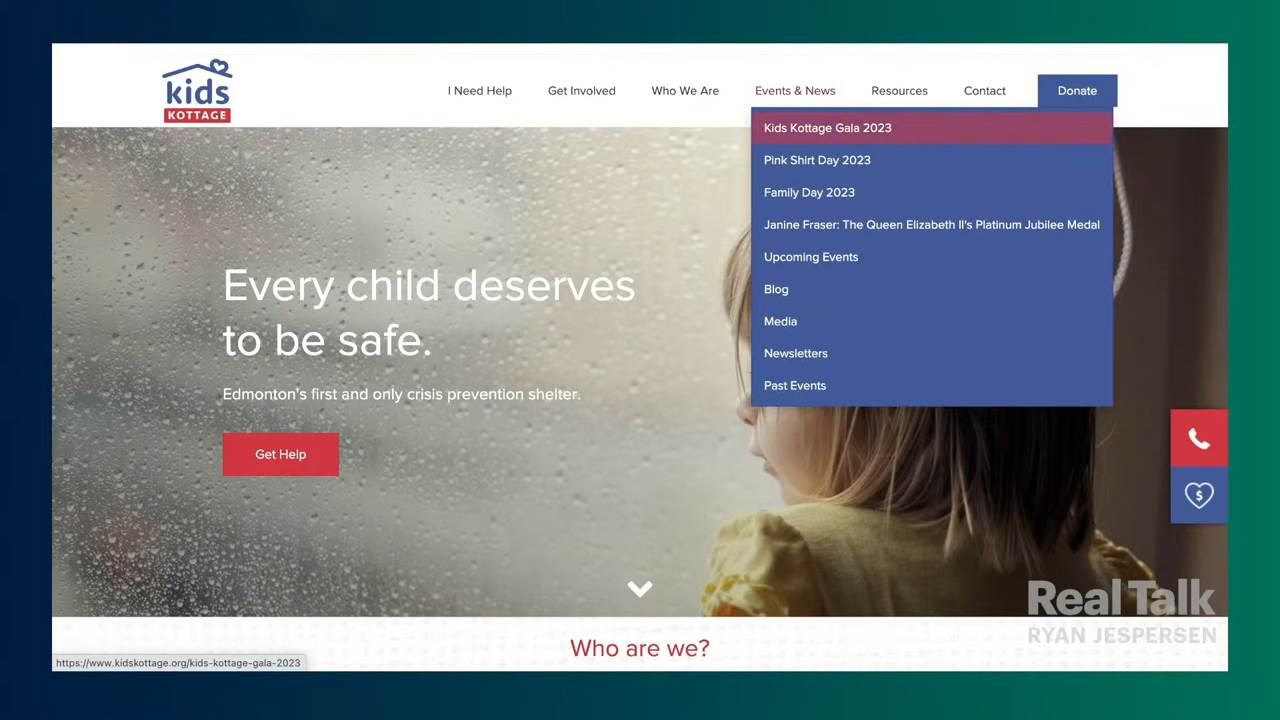 kids
KOTTAGE
I Need Help
Get Involved
Who We Are
Events & News
Resources
Contact
Donate
Kids Kottage Gala 2023
Pink Shirt Day 2023
Family Day 2023
Janine Fraser: The Queen Elizabeth II's Platinum Jubilee Medal
Upcoming Events
Blog
Media
Newsletters
Past Events
Every child deserves
to be safe.
Edmonton's first and only crisis prevention shelter.
Get Help
$
Real Talk
RYAN JESPERSEN
Who are we?
https://www.kidskottage.org/kids-kottage-gala-2023